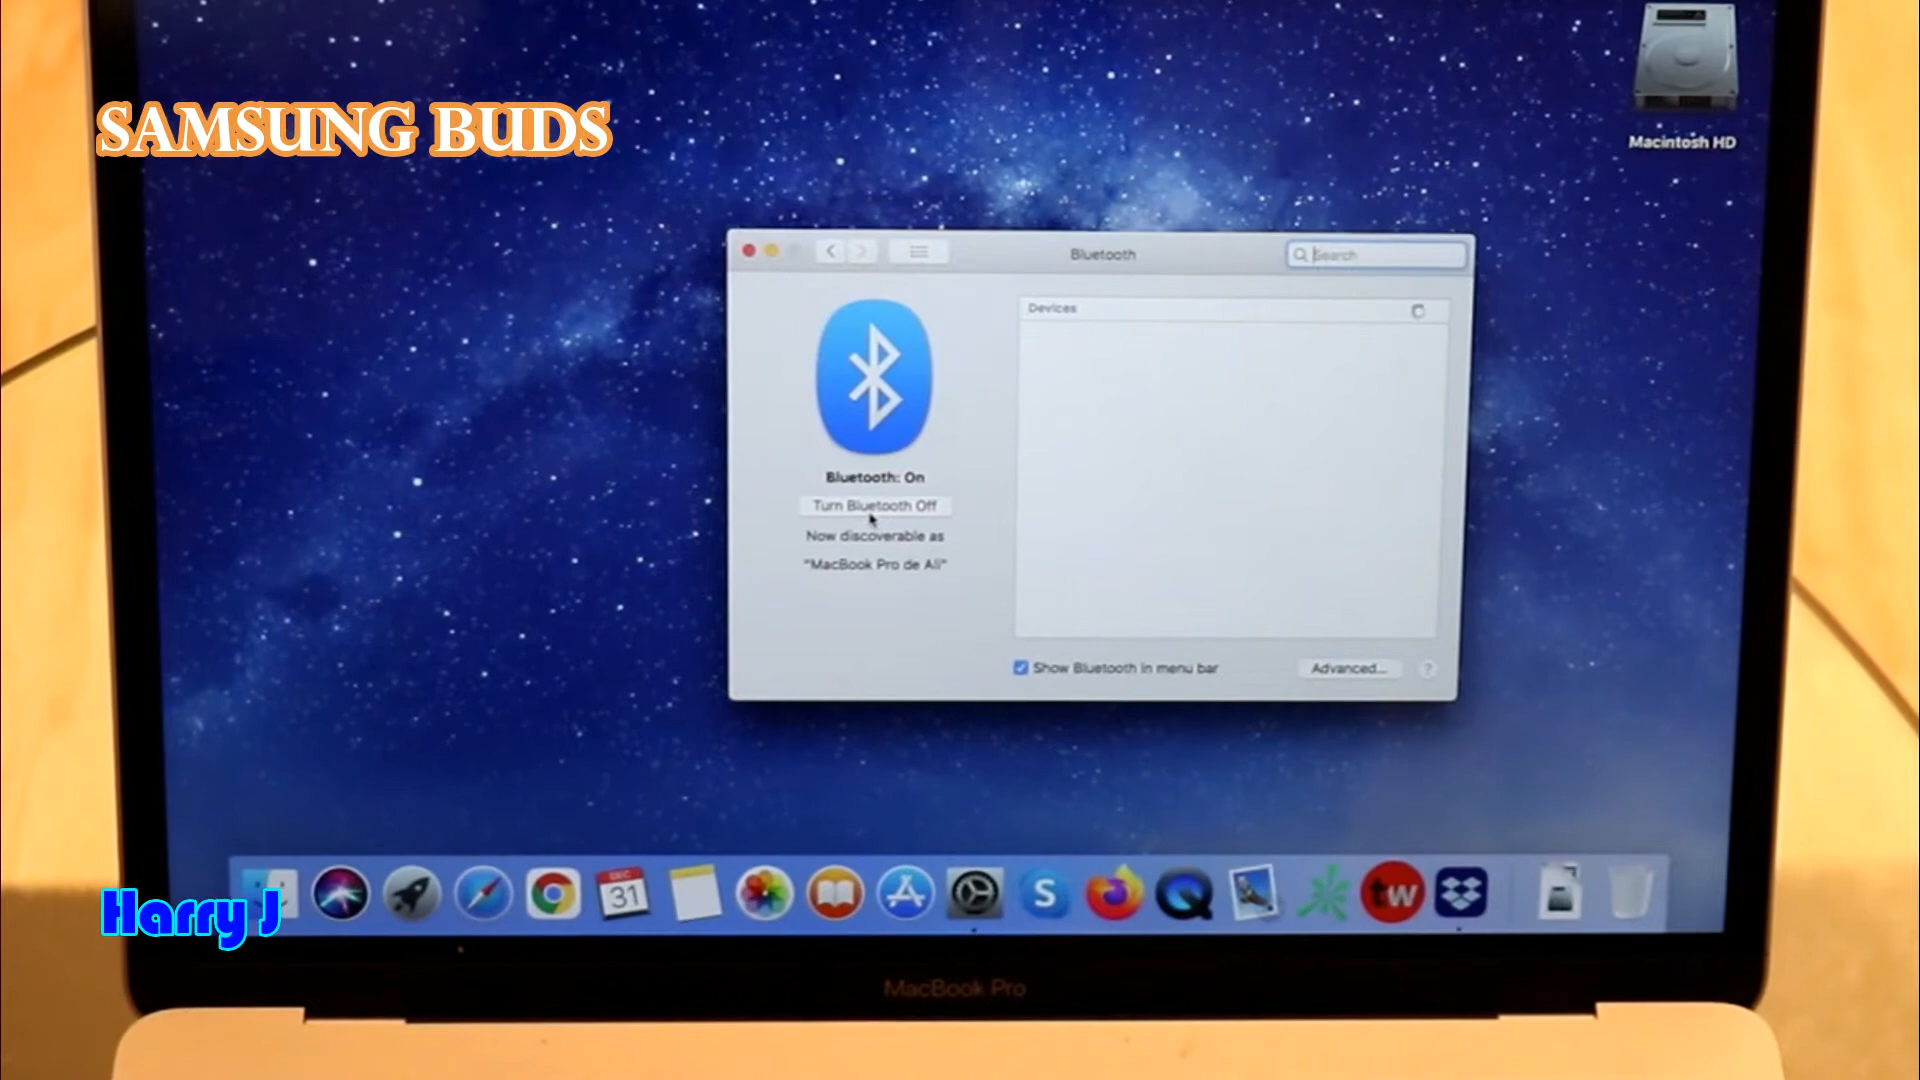 Macintosh HD
SAMSUNG BUDS
Bluetooth
Search
Devices
Bluetooth: On
Turn Bluetooth Off
Now discoverable as
"MacBook Pro de Ali"
Show Bluetooth in menu bar
Advanced...
?
DEC
31
S
tw
Harry J
MacBook Pro